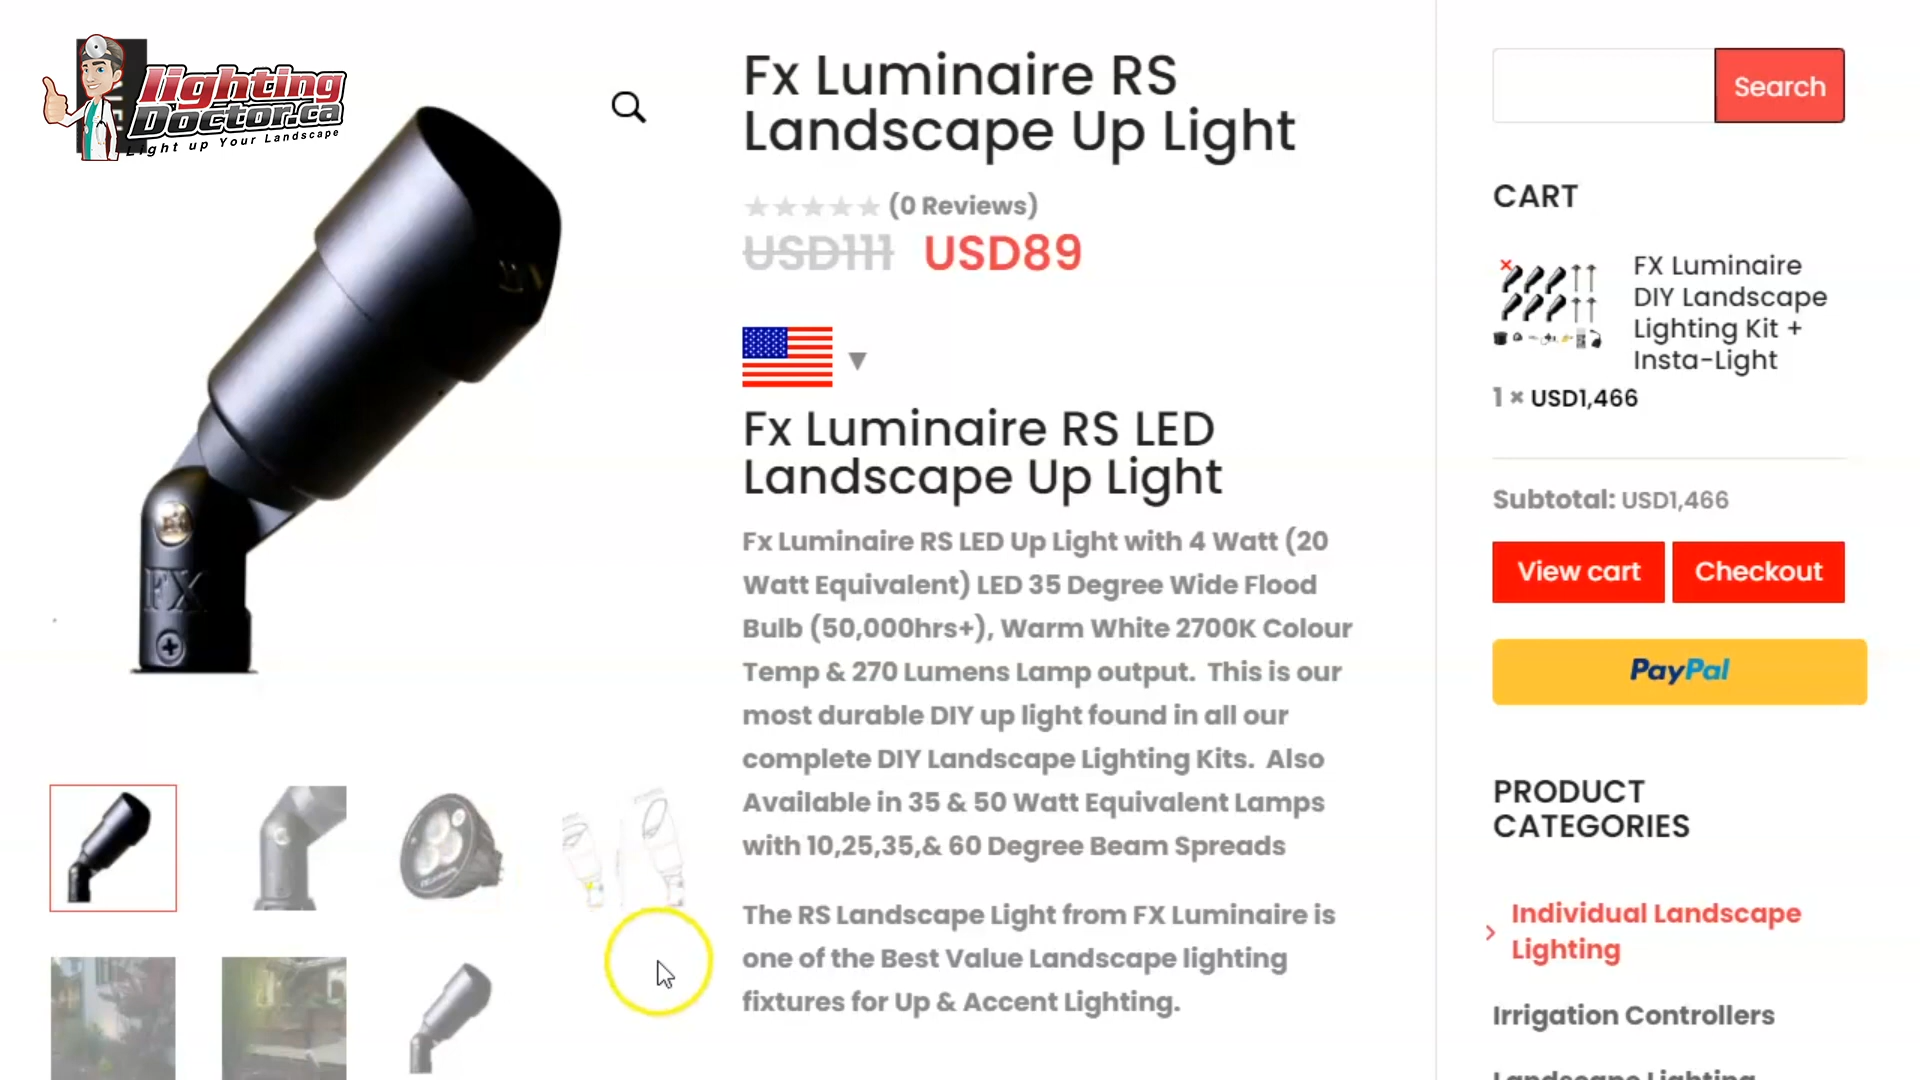 lighting
Doctor.ca
Light up Your Landscape
FX
Fx Luminaire RS
Landscape Up Light
(0 Reviews)
USD111 USD89
Fx Luminaire RS LED
Landscape Up Light
Fx Luminaire RS LED Up Light with 4 Watt (20
Watt Equivalent) LED 35 Degree Wide Flood
Bulb (50,000hrs+), Warm White 2700K Colour
Temp & 270 Lumens Lamp output. This is our
most durable DIY up light found in all our
complete DIY Landscape Lighting Kits. Also
Available in 35 & 50 Watt Equivalent Lamps
with 10,25,35,& 60 Degree Beam Spreads
The RS Landscape Light from FX Luminaire is
one of the Best Value Landscape lighting
fixtures for Up & Accent Lighting.
Search
CART
FX Luminaire
DIY Landscape
Lighting Kit +
Insta-Light
1 × USD1,466
Subtotal: USD1,466
View cart Checkout
PayPal
PRODUCT
CATEGORIES
Individual Landscape
Lighting
Irrigation Controllers
Landscape Lighting